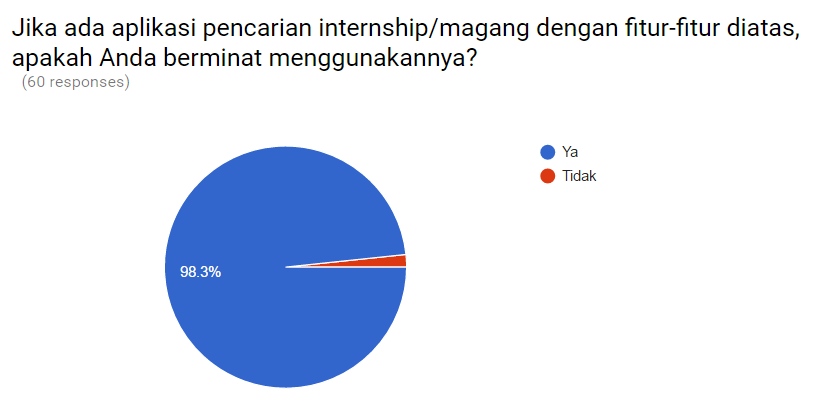 Jika ada aplikasi pencarian internship/magang dengan fitur-fitur diatas,
apakah Anda berminat menggunakannya?
(60 responses)
Ya
Tidak
98.3%